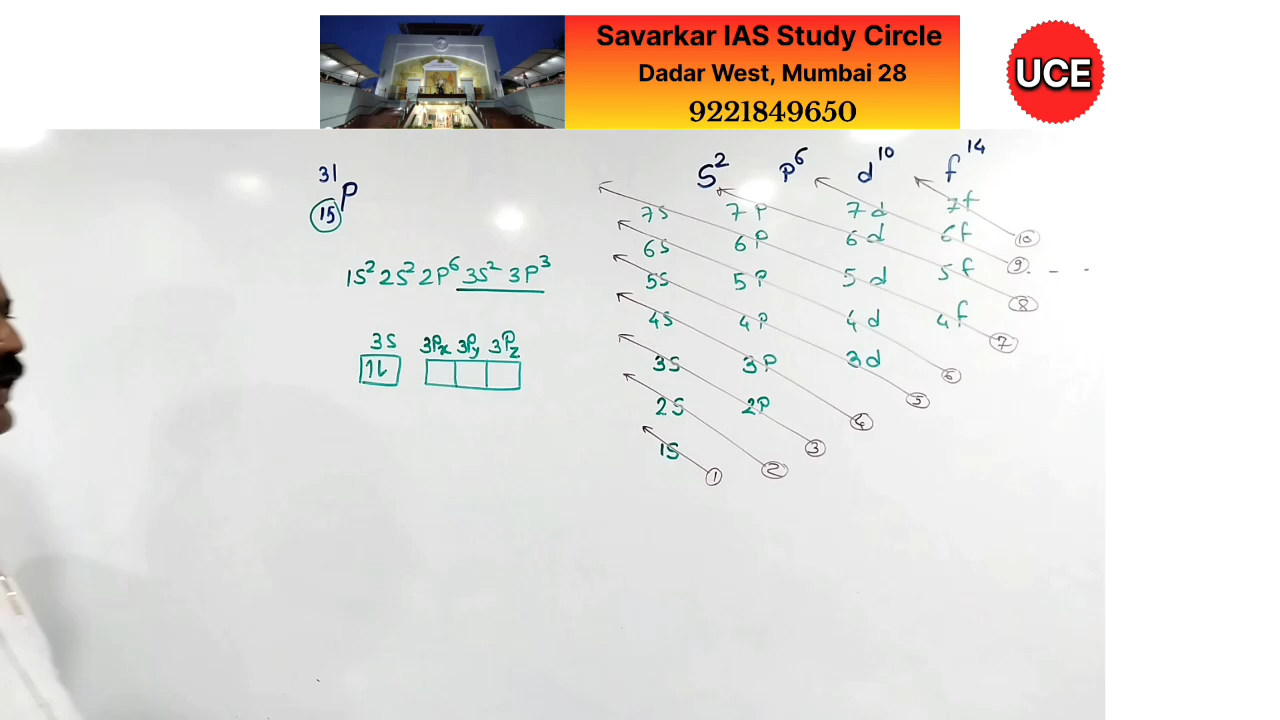 Savarkar IAS Study Circle
Dadar West, Mumbai 28
9221849650
UCE
31
15 P
1S² 2S² 2P⁶ 3S² 3P³
3S 3Px 3Py 3Pz
1L
S² P⁶ d¹⁰ f¹⁴
7S 7P 7d 7f
6S 6P 6d 6f
5S 5P 5d 5f
4S 4P 4d 4f
3S 3P 3d
2S 2P
1S
10
9
8
7
6
5
4
3
2
1